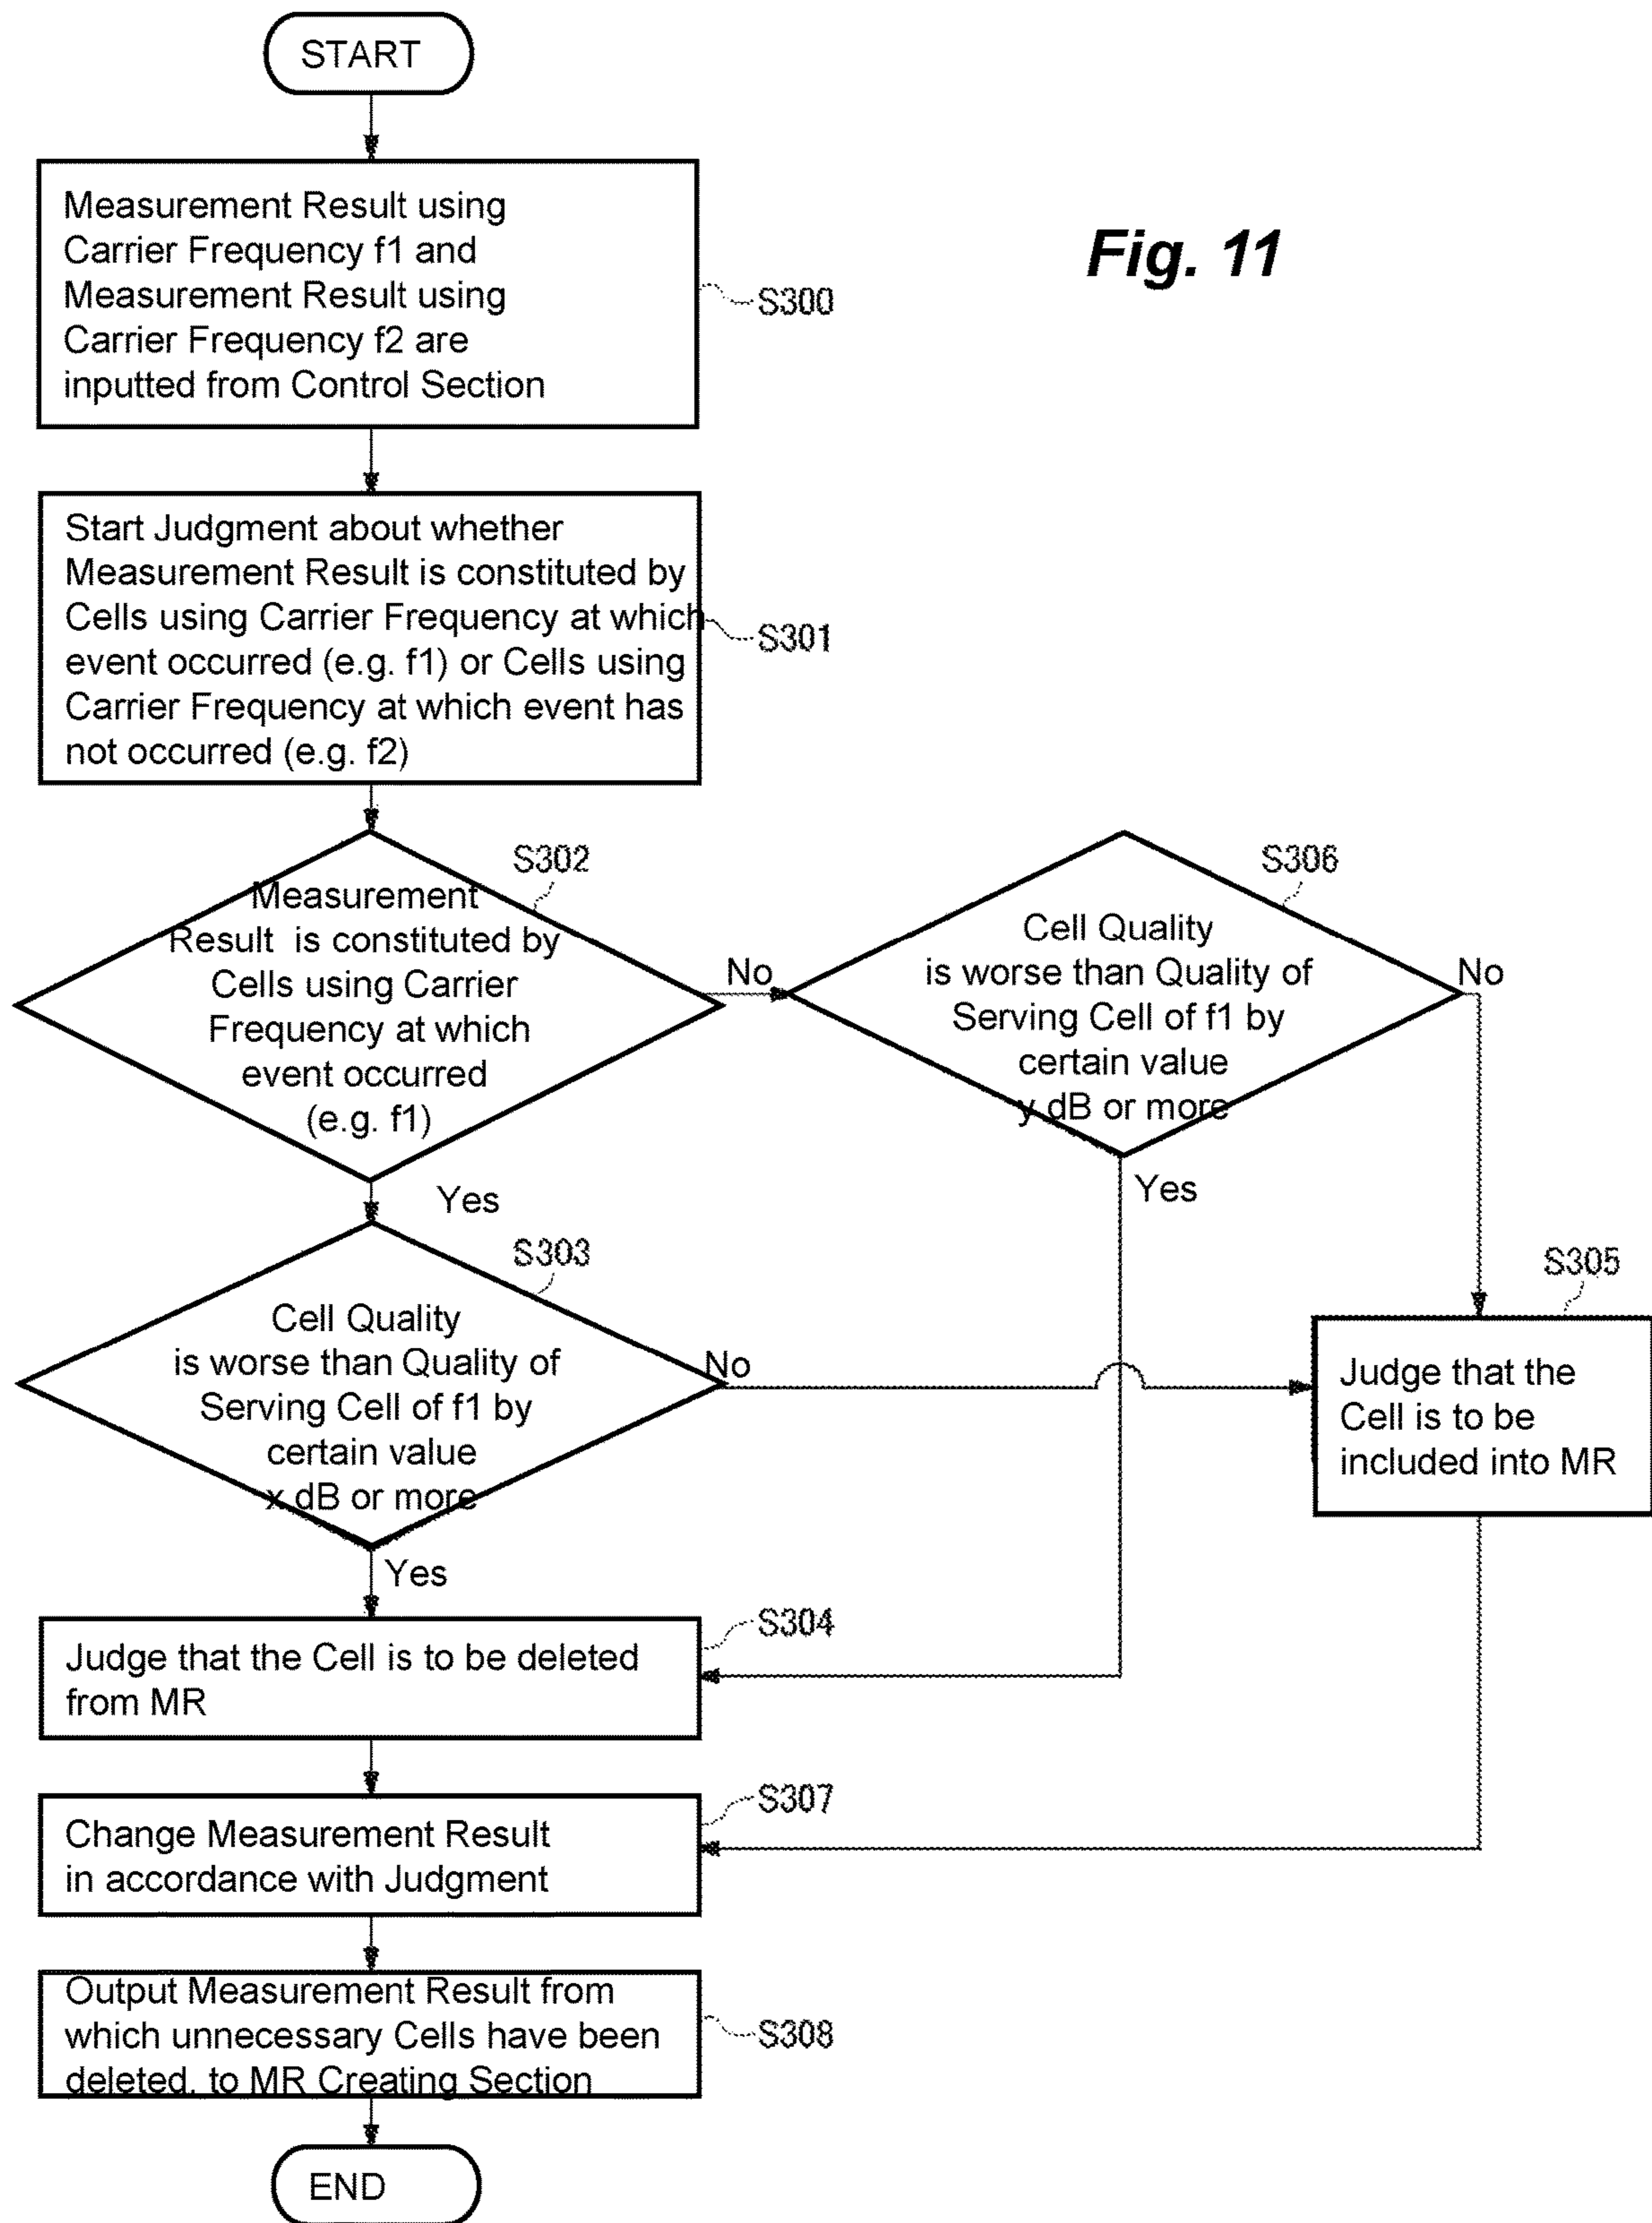 START
Measurement Result using
Carrier Frequency f1 and
Measurement Result using
Carrier Frequency f2 are
inputted from Control Section
S300
Fig. 11
Start Judgment about whether
Measurement Result is constituted by
Cells using Carrier Frequency at which
event occurred (e.g. f1) or Cells using
Carrier Frequency at which event has
not occurred (e.g. f2)
S301
S302
Measurement
Result is constituted by
Cells using Carrier
Frequency at which
event occurred
(e.g. f1)
No
Yes
S306
Cell Quality
is worse than Quality of
Serving Cell of f1 by
certain value
y dB or more
No
Yes
S303
Cell Quality
is worse than Quality of
Serving Cell of f1 by
certain value
x dB or more
No
Yes
S305
Judge that the
Cell is to be
included into MR
S304
Judge that the Cell is to be deleted
from MR
S307
Change Measurement Result
in accordance with Judgment
Output Measurement Result from
which unnecessary Cells have been
deleted, to MR Creating Section
S308
END